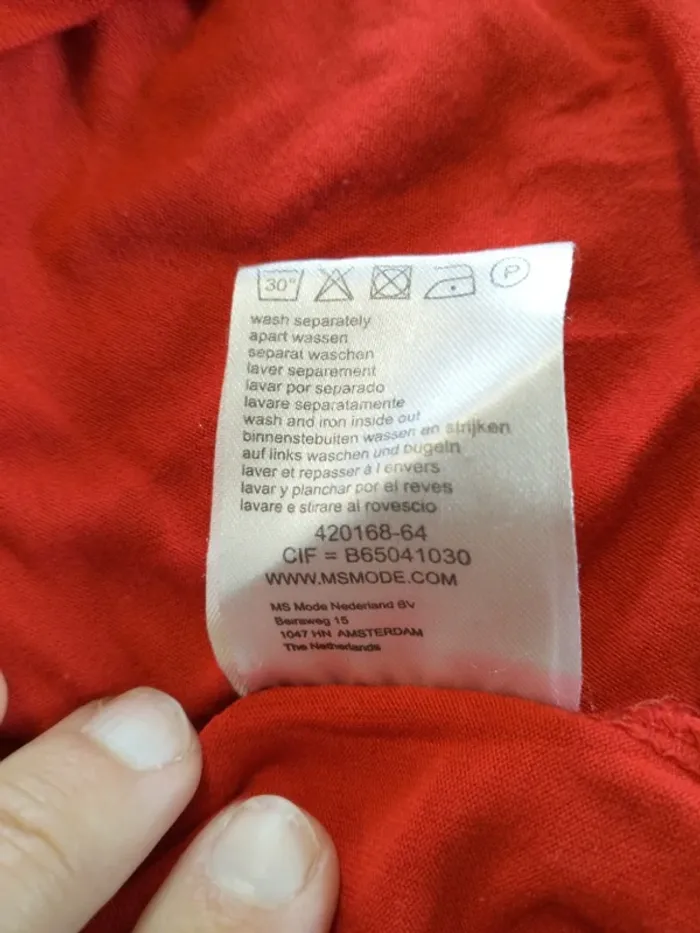 30° P
wash separately
apart wassen
separat waschen
laver separement
lavar por separado
lavare separatamente
wash and iron inside out
binnenstebuiten wassen en strijken
auf links waschen und bugeln
laver et repasser à l envers
lavar y planchar por el reves
lavare e stirare al rovescio
420168-64
CIF = B65041030
WWW.MSMODE.COM
MS Mode Nederland BV
Beiraweg 15
1047 HN AMSTERDAM
The Netherlands